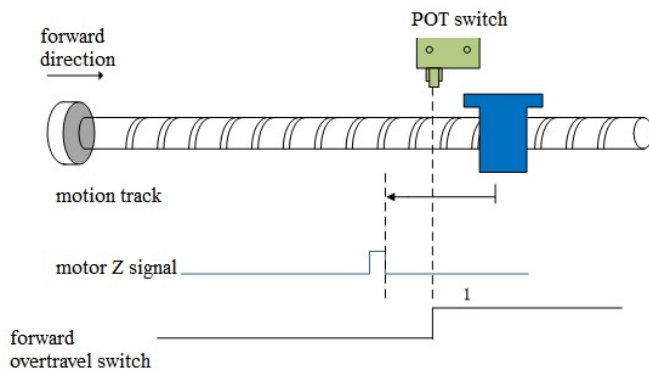 POT switch
forward
direction
motion track
motor Z signal
1
forward
overtravel switch